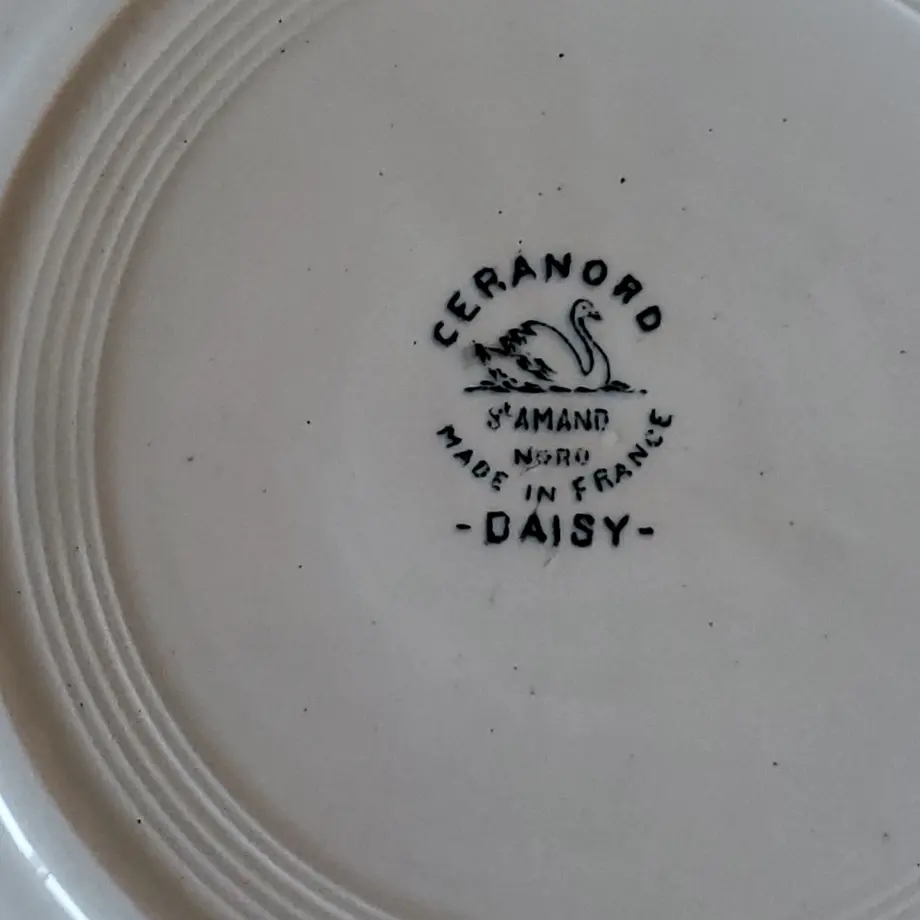 CERANORD
St AMAND
NORD
MADE IN FRANCE
-DAISY-